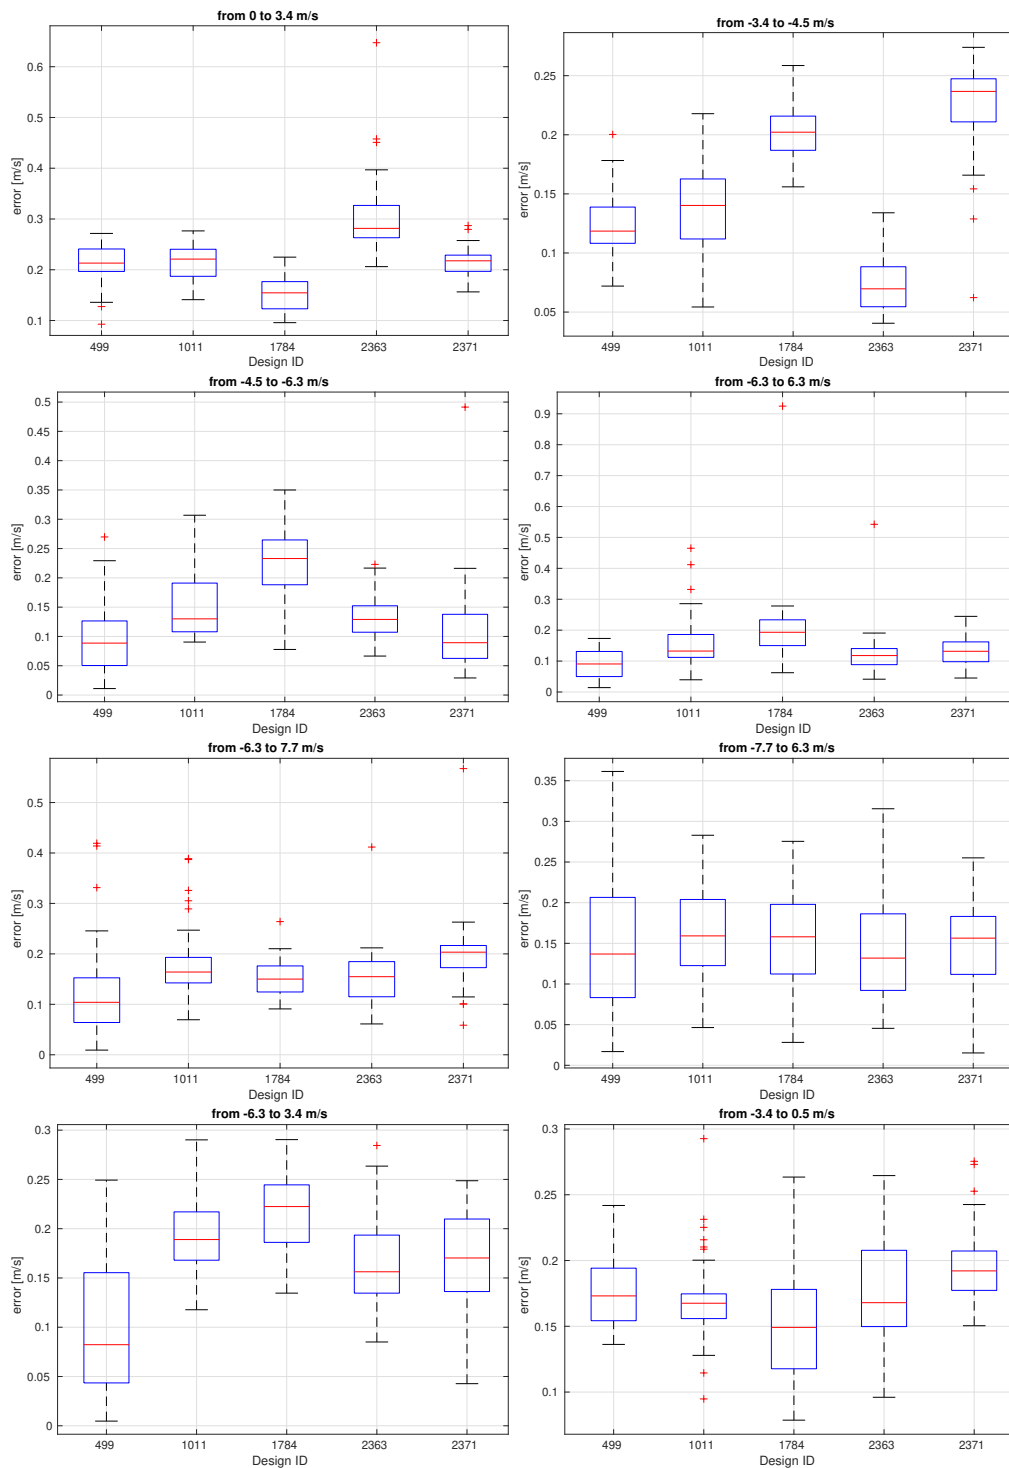 from 0 to 3.4 m/s
error [m/s]
0.6
0.5
0.4
0.3
0.2
0.1
499 1011 1784 2363 2371
Design ID
from -3.4 to -4.5 m/s
error [m/s]
0.25
0.2
0.15
0.1
0.05
499 1011 1784 2363 2371
Design ID
from -4.5 to -6.3 m/s
error [m/s]
0.5
0.45
0.4
0.35
0.3
0.25
0.2
0.15
0.1
0.05
0
499 1011 1784 2363 2371
Design ID
from -6.3 to 6.3 m/s
error [m/s]
0.9
0.8
0.7
0.6
0.5
0.4
0.3
0.2
0.1
0
499 1011 1784 2363 2371
Design ID
from -6.3 to 7.7 m/s
error [m/s]
0.5
0.4
0.3
0.2
0.1
0
499 1011 1784 2363 2371
Design ID
from -7.7 to 6.3 m/s
error [m/s]
0.35
0.3
0.25
0.2
0.15
0.1
0.05
0
499 1011 1784 2363 2371
Design ID
from -6.3 to 3.4 m/s
error [m/s]
0.3
0.25
0.2
0.15
0.1
0.05
0
499 1011 1784 2363 2371
Design ID
from -3.4 to 0.5 m/s
error [m/s]
0.3
0.25
0.2
0.15
0.1
499 1011 1784 2363 2371
Design ID